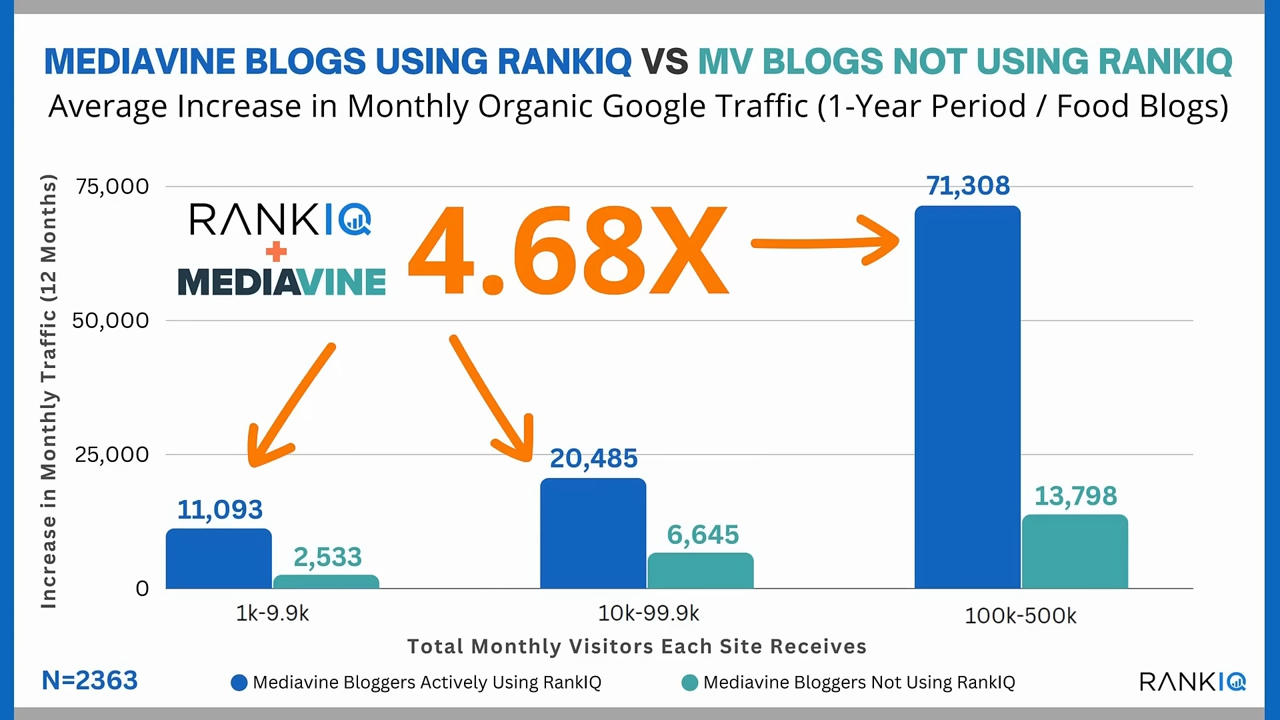 MEDIAVINE BLOGS USING RANKIQ VS MV BLOGS NOT USING RANKIQ
Average Increase in Monthly Organic Google Traffic (1-Year Period / Food Blogs)
Increase in Monthly Traffic (12 Months)
75,000
50,000
25,000
0
RANKIQ
+
MEDIAVINE
4.68X
11,093
2,533
20,485
6,645
71,308
13,798
1k-9.9k
10k-99.9k
100k-500k
Total Monthly Visitors Each Site Receives
N=2363
Mediavine Bloggers Actively Using RankIQ
Mediavine Bloggers Not Using RankIQ
RANKIQ